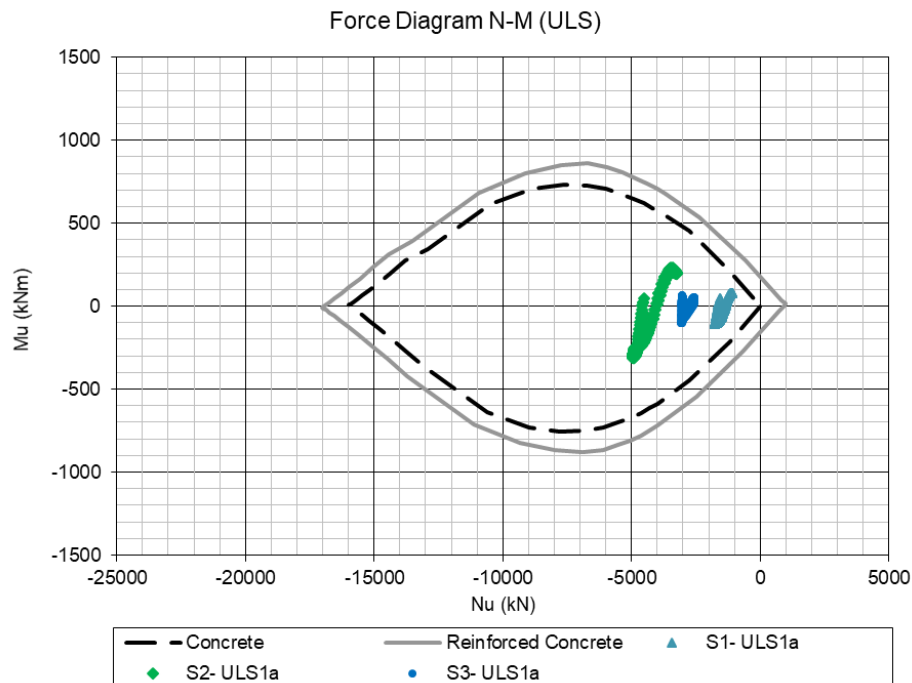 Force Diagram N-M (ULS)
1500
1000
500
0
-500
-1000
-1500
Mu (kNm)
-25000 -20000 -15000 -10000 -5000 0 5000
Nu (kN)
Concrete Reinforced Concrete S1- ULS1a
S2- ULS1a S3- ULS1a